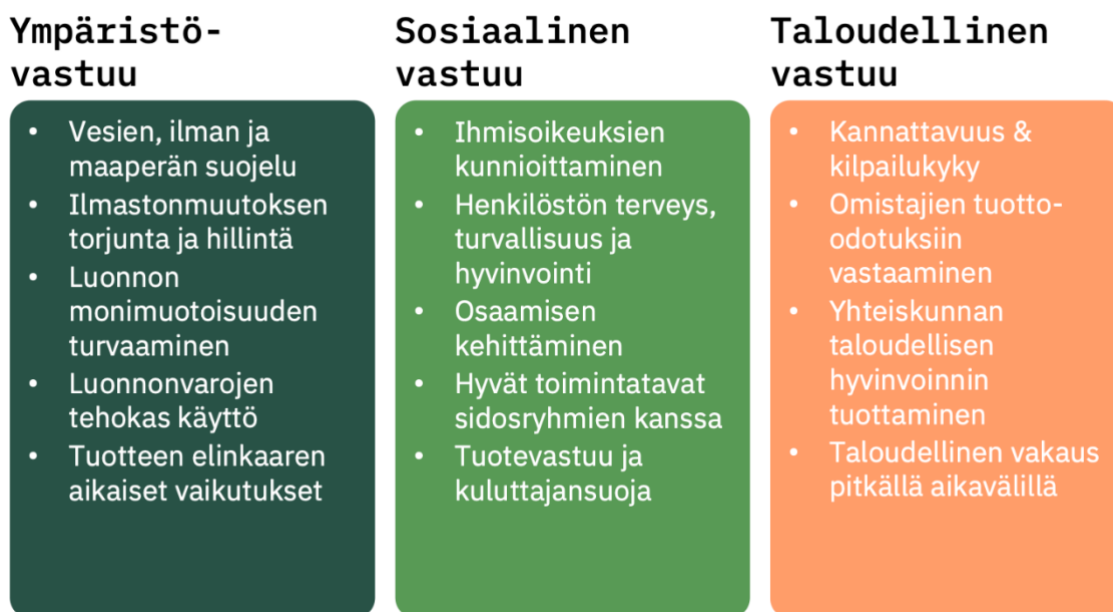 Ympäristö-
vastuu
• Vesien, ilman ja
maaperän suojelu
• Ilmastonmuutoksen
torjunta ja hillintä
• Luonnon
monimuotoisuuden
turvaaminen
• Luonnonvarojen
tehokas käyttö
• Tuotteen elinkaaren
aikaiset vaikutukset
Sosiaalinen
vastuu
• Ihmisoikeuksien
kunnioittaminen
• Henkilöstön terveys,
turvallisuus ja
hyvinvointi
• Osaamisen
kehittäminen
• Hyvät toimintatavat
sidosryhmien kanssa
• Tuotevastuu ja
kuluttajansuoja
Taloudellinen
vastuu
• Kannattavuus &
kilpailukyky
• Omistajien tuotto-
odotuksiin
vastaaminen
• Yhteiskunnan
taloudellisen
hyvinvoinnin
tuottaminen
• Taloudellinen vakaus
pitkällä aikavälillä